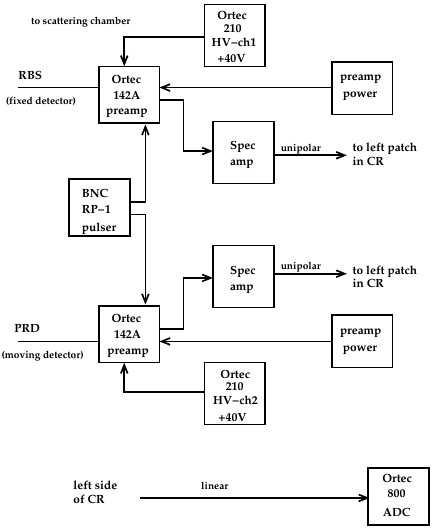 to scattering chamber
Ortec
210
HV−ch1
+40V
RBS
(fixed detector)
Ortec
142A
preamp
preamp
power
Spec
amp
unipolar
to left patch
in CR
BNC
RP−1
pulser
Spec
amp
unipolar
to left patch
in CR
PRD
(moving detector)
Ortec
142A
preamp
preamp
power
Ortec
210
HV−ch2
+40V
left side
of CR
linear
Ortec
800
ADC